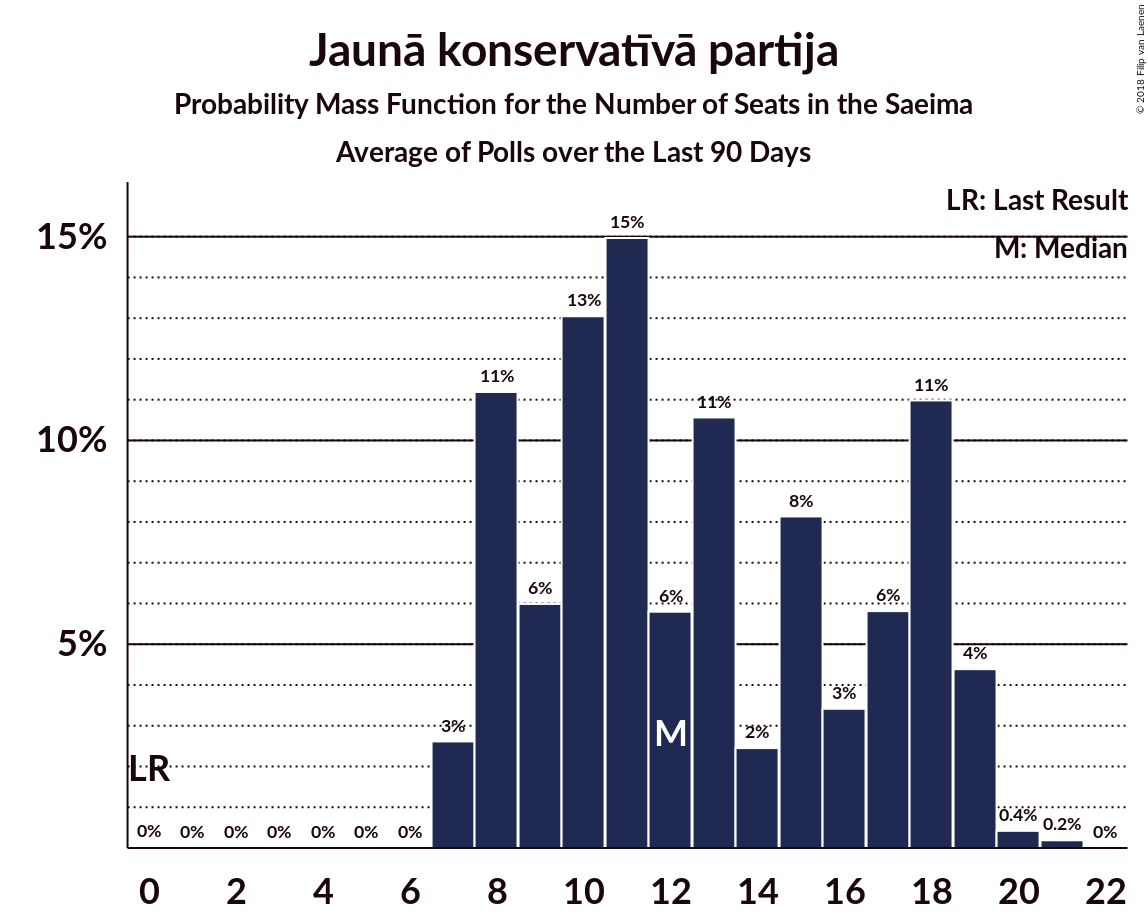 Jaunā konservatīvā partija
Probability Mass Function for the Number of Seats in the Saeima
Average of Polls over the Last 90 Days
© 2018 Filip van Laenen
LR: Last Result
M: Median
15%
10%
5%
0% 0% 0% 0% 0% 0% 0% 3% 11% 6% 13% 15% 6% 11% 2% 8% 3% 6% 11% 4% 0.4% 0.2% 0%
LR
M
0 2 4 6 8 10 12 14 16 18 20 22